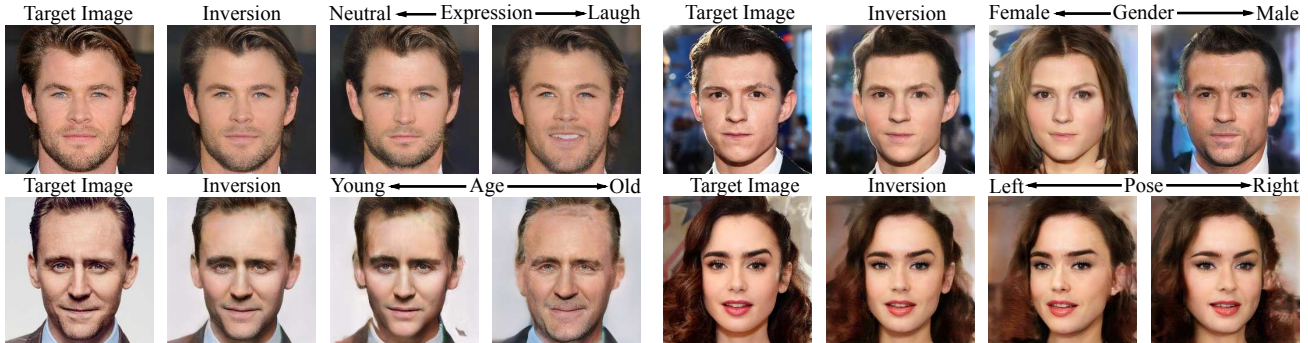 Target Image Inversion Neutral Expression Laugh
Target Image Inversion Female Gender Male
Target Image Inversion Young Age Old
Target Image Inversion Left Pose Right